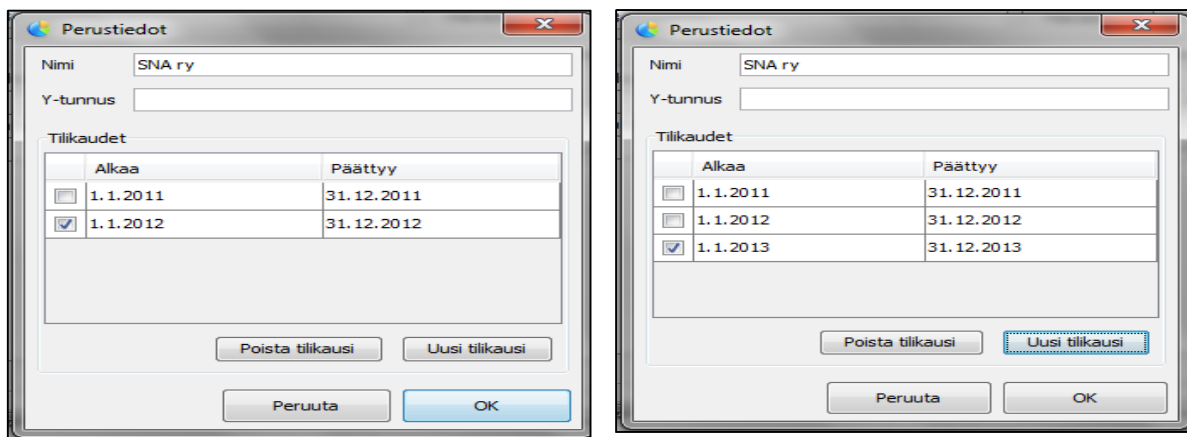 Perustiedot
Nimi SNA ry
Y-tunnus
Tilikaudet
Alkaa Päättyy
1.1.2011 31.12.2011
1.1.2012 31.12.2012
Poista tilikausi Uusi tilikausi
Peruuta OK
Perustiedot
Nimi SNA ry
Y-tunnus
Tilikaudet
Alkaa Päättyy
1.1.2011 31.12.2011
1.1.2012 31.12.2012
1.1.2013 31.12.2013
Poista tilikausi Uusi tilikausi
Peruuta OK